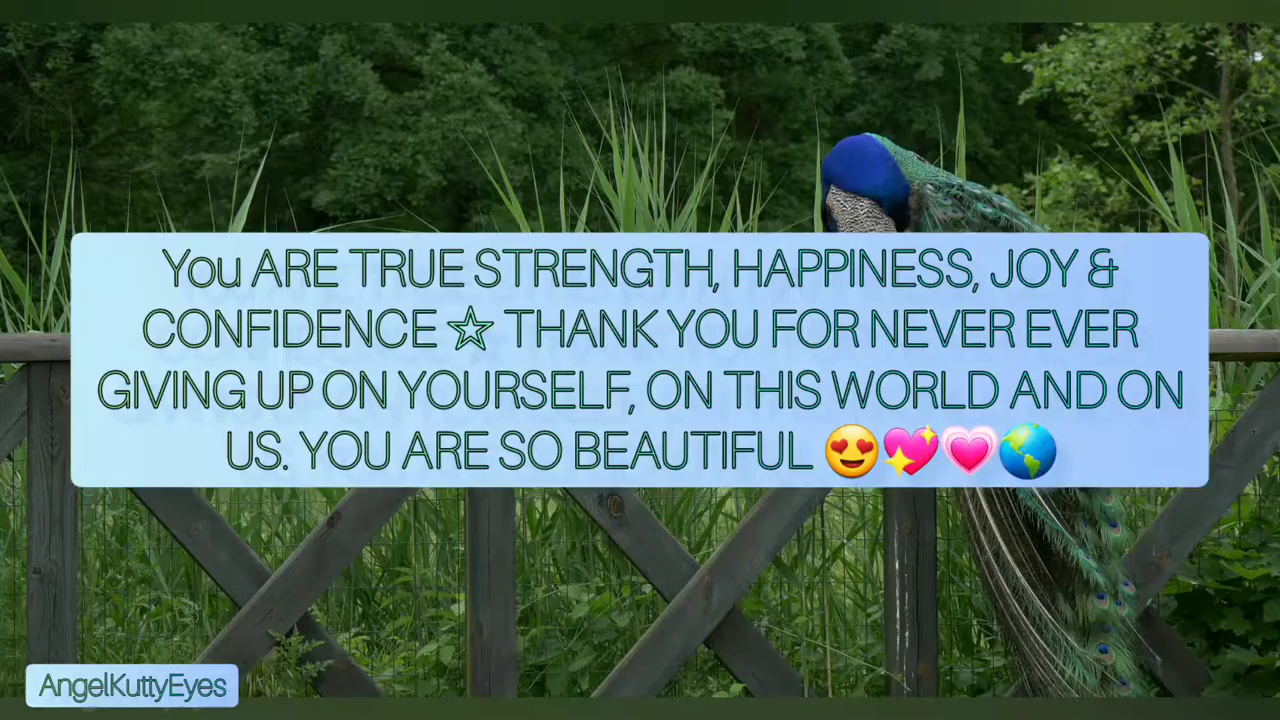 You ARE TRUE STRENGTH, HAPPINESS, JOY &
CONFIDENCE ☆ THANK YOU FOR NEVER EVER
GIVING UP ON YOURSELF, ON THIS WORLD AND ON
US. YOU ARE SO BEAUTIFUL 😍💖💗🌎
AngelKuttyEyes